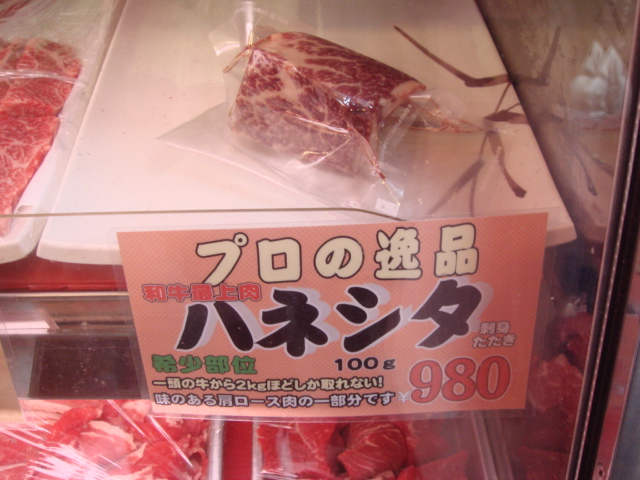 プロの逸品
和牛最上肉
ハネシタ
刺身
たたき
希少部位
100g
一頭の牛から2kgほどしか取れない!
味のある肩ロース肉の一部分です
¥980